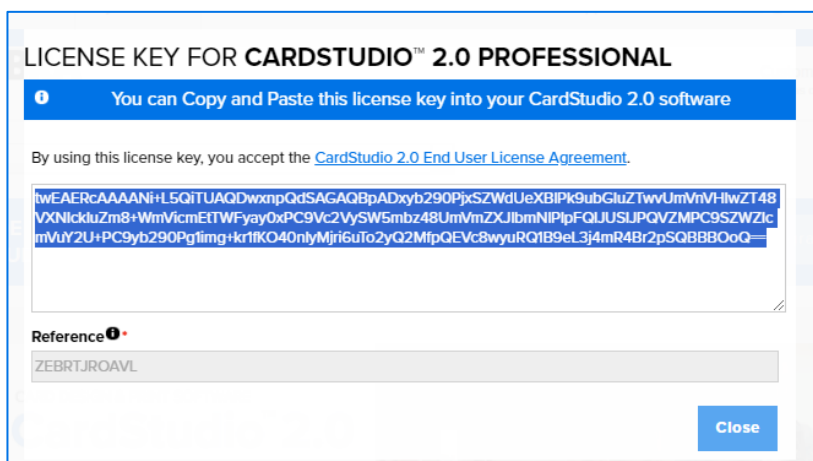 LICENSE KEY FOR CARDSTUDIO™ 2.0 PROFESSIONAL
You can Copy and Paste this license key into your CardStudio 2.0 software
By using this license key, you accept the CardStudio 2.0 End User License Agreement.
twEAERcAAAANi+L5QiTUAQDwxnpQdSAGAQBpADxyb290PjxSZWdUeXBlPk9ubGluZTwvUmVnVHlwZT48
VXNlckluZm8+WmVicmEtTWFyay0xPC9Vc2VySW5mbz48UmVmZXJlbmNlPlpFQlJUSlJPQVZMPC9SZWZlc
mVuY2U+PC9yb290Pg1img+kr1fKO40nlyMjri6uTo2yQ2MfpQEVc8wyuRQ1B9eL3j4mR4Br2pSQBBBOoQ==
Reference *
ZEBRTJROAVL
Close